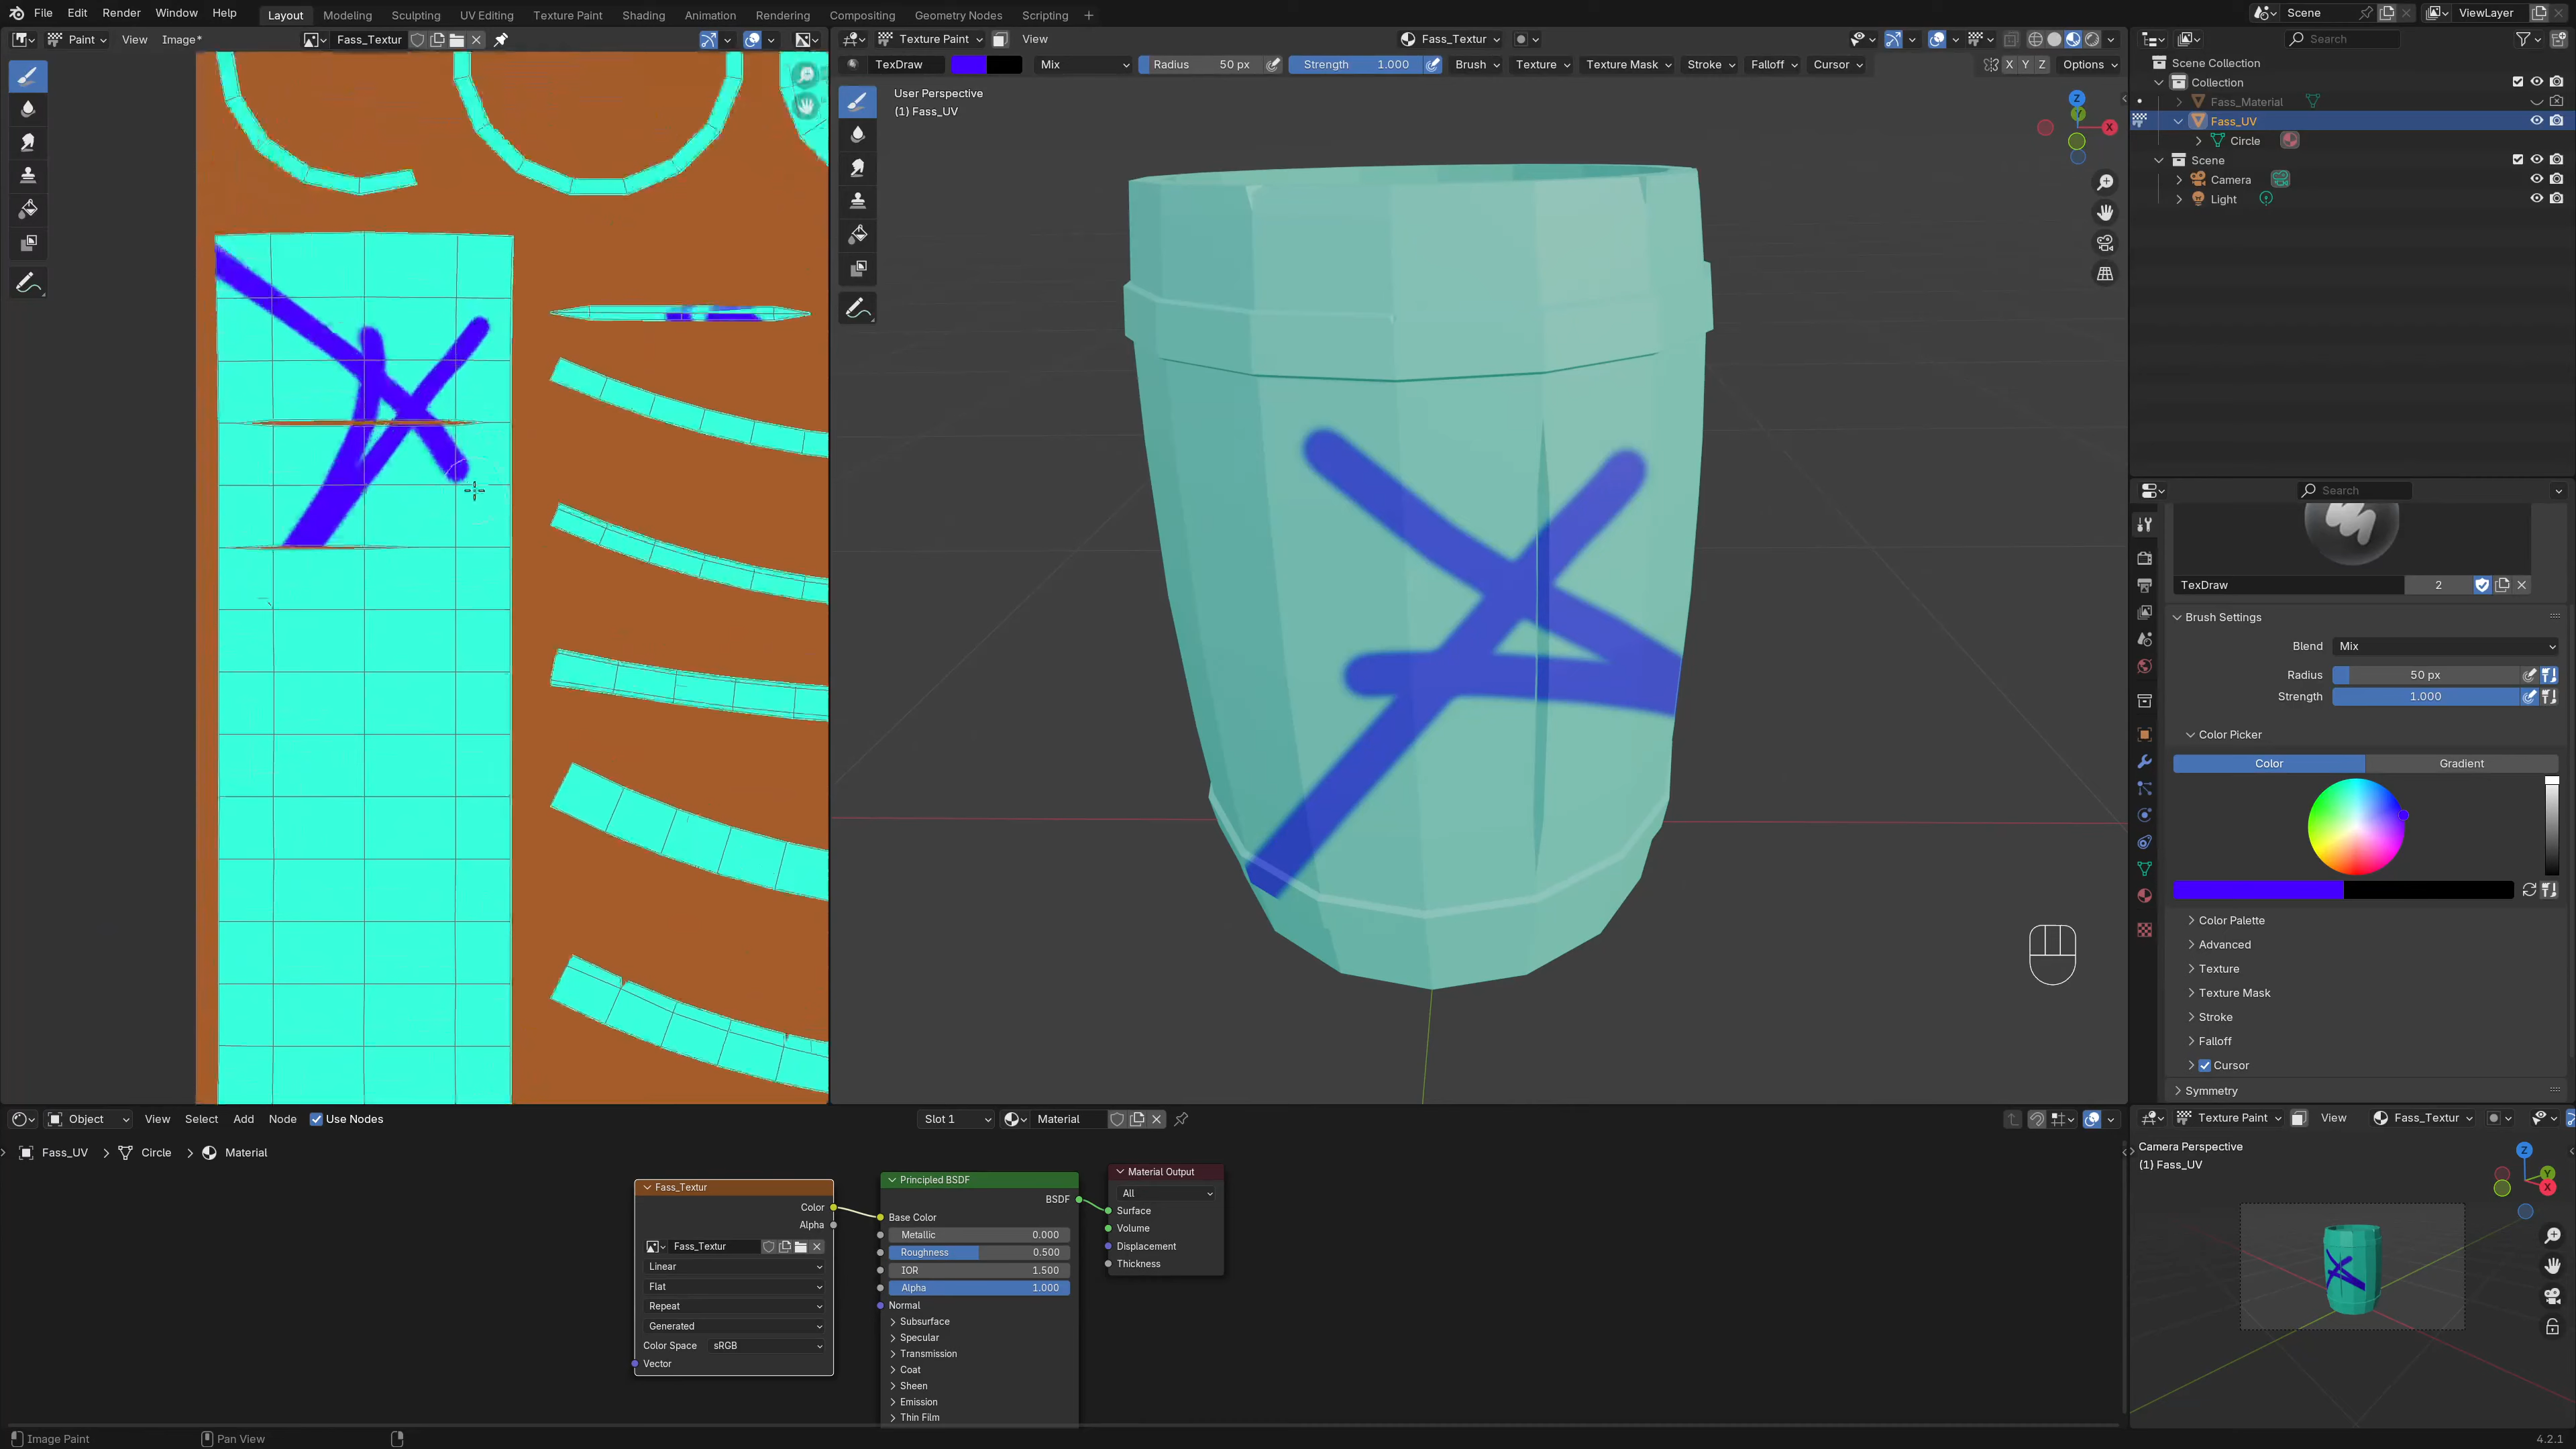 File Edit Render Window Help Layout Modeling Sculpting UV Editing Texture Paint Shading Animation Rendering Compositing Geometry Nodes Scripting + Scene ViewLayer
Paint View Image* Fass_Textur Texture Paint View Fass_Textur Search
TexDraw Mix Radius 50 px Strength 1.000 Brush Texture Texture Mask Stroke Falloff Cursor X Y Z Options
Scene Collection
Collection
Fass_Material
Fass_UV
Circle
Scene
Camera
Light
User Perspective
(1) Fass_UV
Z
Y
X
Search
TexDraw 2
Brush Settings
Blend Mix
Radius 50 px
Strength 1.000
Color Picker
Color Gradient
Color Palette
Advanced
Texture
Texture Mask
Stroke
Falloff
Cursor
Symmetry
Object View Select Add Node Use Nodes Slot 1 Material
Fass_UV > Circle > Material
Fass_Textur
Color
Alpha
Fass_Textur
Linear
Flat
Repeat
Generated
Color Space sRGB
Vector
Principled BSDF
BSDF
Base Color
Metallic 0.000
Roughness 0.500
IOR 1.500
Alpha 1.000
Normal
Subsurface
Specular
Transmission
Coat
Sheen
Emission
Thin Film
Material Output
All
Surface
Volume
Displacement
Thickness
Texture Paint View Fass_Textur
Camera Perspective
(1) Fass_UV
Z
Y
X
Image Paint Pan View 4.2.1